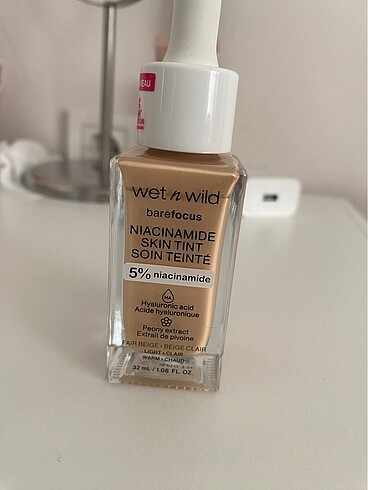 wet n wild
barefocus
NIACINAMIDE
SKIN TINT
SOIN TEINTÉ
5% niacinamide
HA
Hyaluronic acid
Acide hyaluronique
Peony extract
Extrait de pivoine
FAIR BEIGE • BEIGE CLAIR
LIGHT • CLAIR
WARM • CHAUD
32 mL / 1.06 FL. OZ.